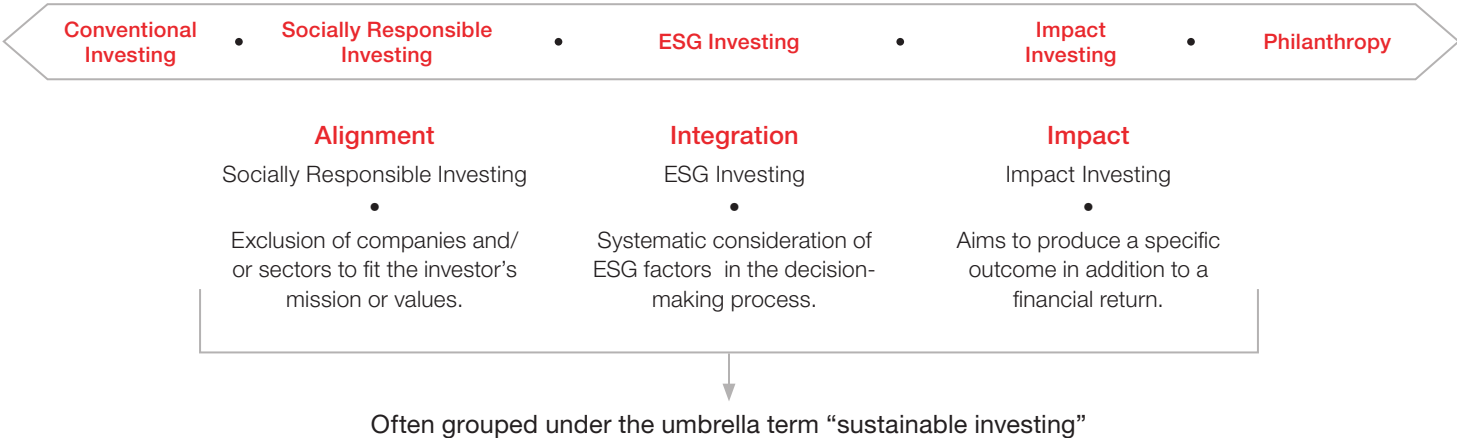 Conventional
Investing
•
Socially Responsible
Investing
•
ESG Investing
•
Impact
Investing
•
Philanthropy
Alignment
Socially Responsible Investing
•
Exclusion of companies and/
or sectors to fit the investor’s
mission or values.
Integration
ESG Investing
•
Systematic consideration of
ESG factors  in the decision-
making process.
Impact
Impact Investing
•
Aims to produce a specific
outcome in addition to a
financial return.
Often grouped under the umbrella term “sustainable investing”